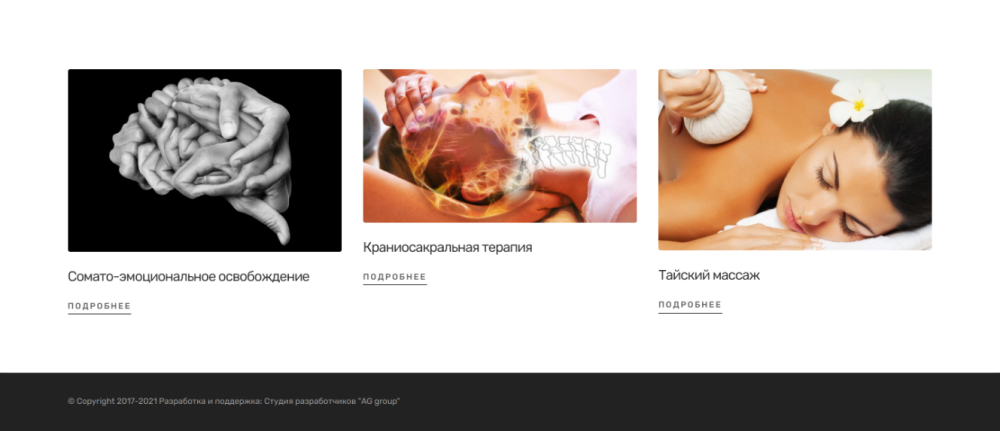 Сомато-эмоциональное освобождение
ПОДРОБНЕЕ
Краниосакральная терапия
ПОДРОБНЕЕ
Тайский массаж
ПОДРОБНЕЕ
© Copyright 2017-2021 Разработка и поддержка: Студия разработчиков "AG group"